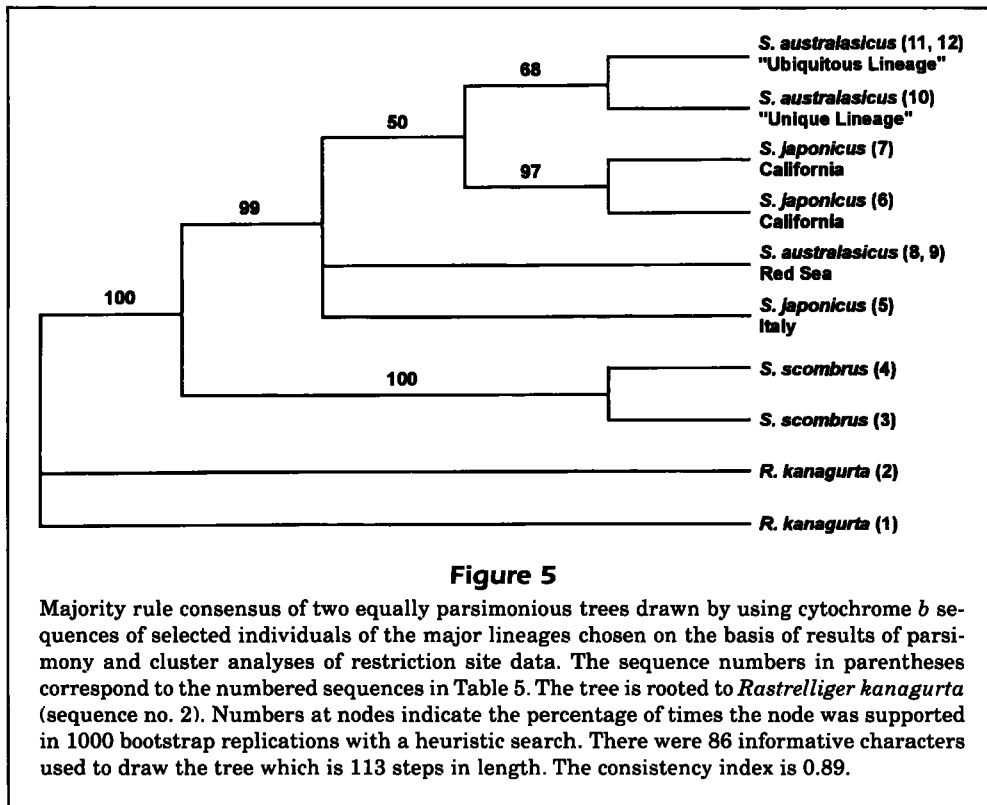 S. australasicus (11, 12)
"Ubiquitous Lineage"
68
S. australasicus (10)
"Unique Lineage"
50
S. japonicus (7)
California
97
S. japonicus (6)
California
99
S. australasicus (8, 9)
Red Sea
100
S. japonicus (5)
Italy
S. scombrus (4)
100
S. scombrus (3)
R. kanagurta (2)
R. kanagurta (1)
Figure 5
Majority rule consensus of two equally parsimonious trees drawn by using cytochrome b se-
quences of selected individuals of the major lineages chosen on the basis of results of parsi-
mony and cluster analyses of restriction site data. The sequence numbers in parentheses
correspond to the numbered sequences in Table 5. The tree is rooted to Rastrelliger kanagurta
(sequence no. 2). Numbers at nodes indicate the percentage of times the node was supported
in 1000 bootstrap replications with a heuristic search. There were 86 informative characters
used to draw the tree which is 113 steps in length. The consistency index is 0.89.